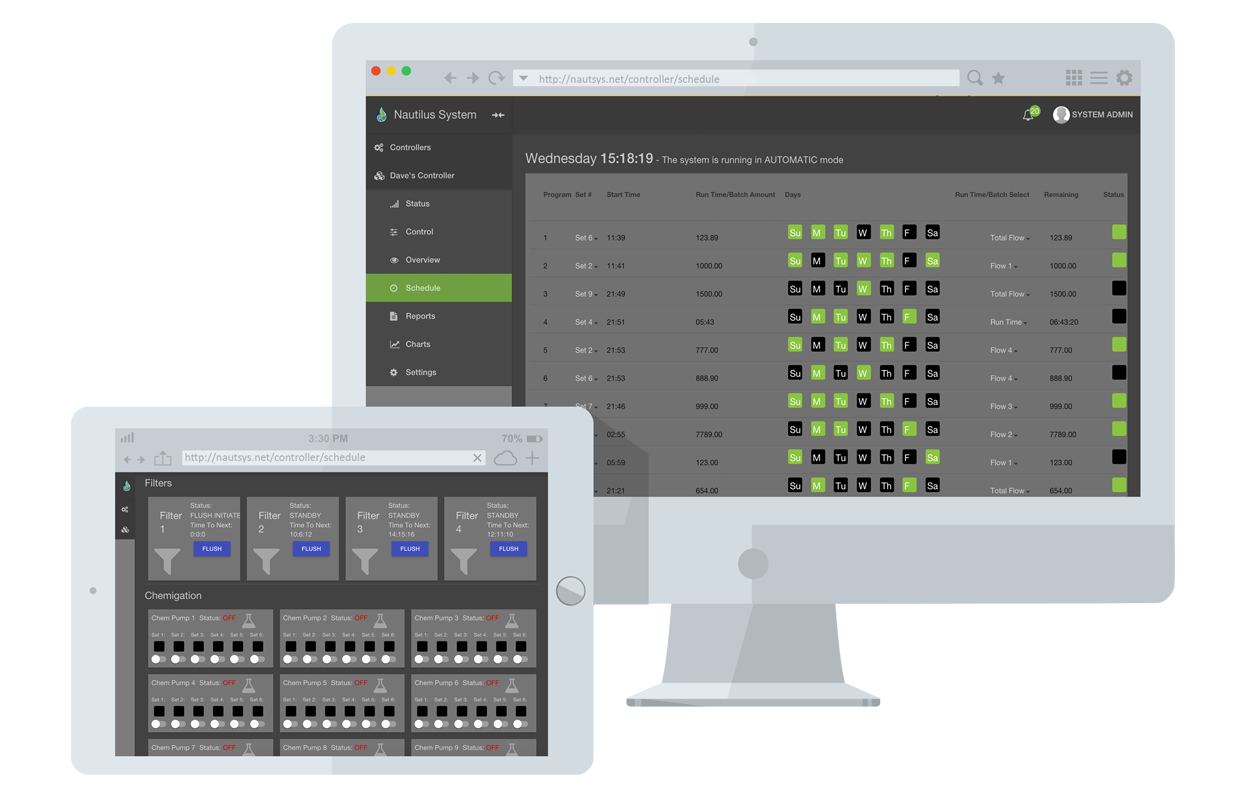 http://nautsys.net/controller/schedule
Nautilus System
20
SYSTEM ADMIN
Controllers
Dave's Controller
Status
Control
Overview
Schedule
Reports
Charts
Settings
Wednesday 15:18:19 - The system is running in AUTOMATIC mode
Program Set # Start Time Run Time/Batch Amount Days Run Time/Batch Select Remaining Status
1 Set 6 11:39 123.89 Su M Tu W Th F Sa Total Flow 123.89
2 Set 2 11:41 1000.00 Su M Tu W Th F Sa Flow 1 1000.00
3 Set 9 21:49 1500.00 Su M Tu W Th F Sa Total Flow 1500.00
4 Set 4 21:51 05:43 Su M Tu W Th F Sa Run Time 06:43:20
5 Set 2 21:53 777.00 Su M Tu W Th F Sa Flow 4 777.00
6 Set 6 21:53 888.90 Su M Tu W Th F Sa Flow 4 888.90
Set 7 21:46 999.00 Su M Tu W Th F Sa Flow 3 999.00
02:55 7789.00 Su M Tu W Th F Sa Flow 2 7789.00
05:59 123.00 Su M Tu W Th F Sa Flow 1 123.00
21:21 654.00 Su M Tu W Th F Sa Total Flow 654.00
3:30 PM 70%
http://nautsys.net/controller/schedule
Filters
Filter 1
Status:
FLUSH INITIATE
Time To Next:
0:0:0
FLUSH
Filter 2
Status:
STANDBY
Time To Next:
10:6:12
FLUSH
Filter 3
Status:
STANDBY
Time To Next:
14:15:16
FLUSH
Filter 4
Status:
STANDBY
Time To Next:
12:11:10
FLUSH
Chemigation
Chem Pump 1 Status: OFF
Set 1: Set 2: Set 3: Set 4: Set 5: Set 6:
Chem Pump 2 Status: OFF
Set 1: Set 2: Set 3: Set 4: Set 5: Set 6:
Chem Pump 3 Status: OFF
Set 1: Set 2: Set 3: Set 4: Set 5: Set 6:
Chem Pump 4 Status: OFF
Set 1: Set 2: Set 3: Set 4: Set 5: Set 6:
Chem Pump 5 Status: OFF
Set 1: Set 2: Set 3: Set 4: Set 5: Set 6:
Chem Pump 6 Status: OFF
Set 1: Set 2: Set 3: Set 4: Set 5: Set 6:
Chem Pump 7 Status: OFF
Chem Pump 8 Status: OFF
Chem Pump 9 Status: OFF